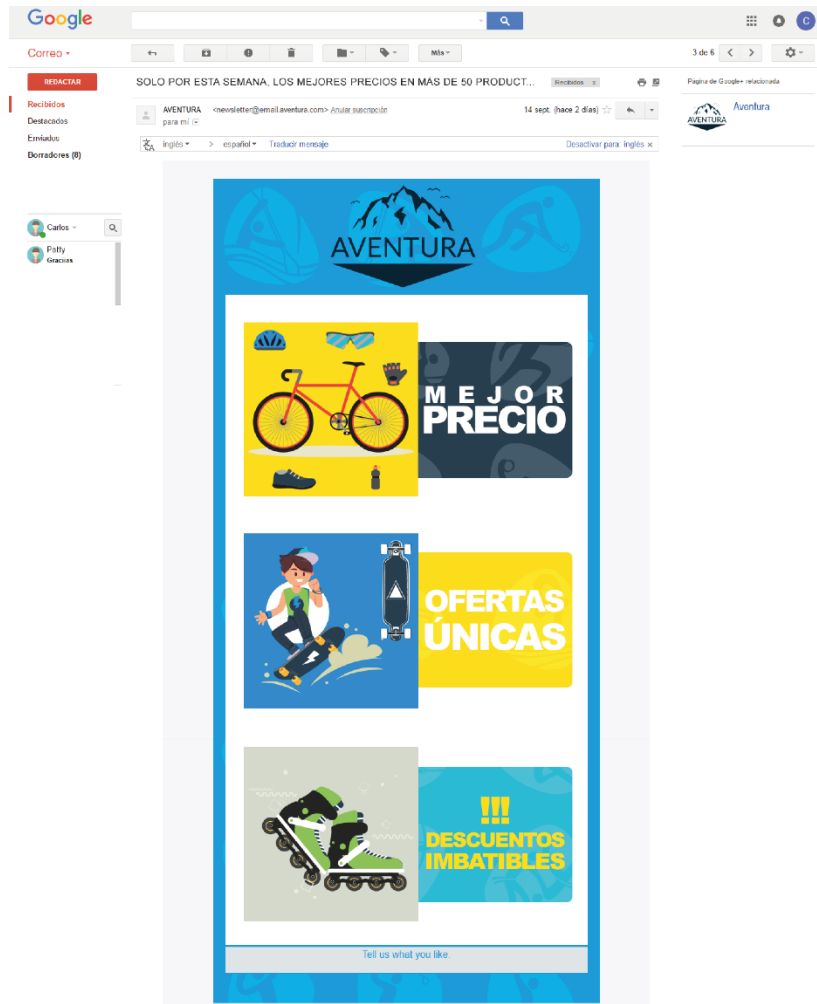 Google
Correo
Más
3 de 6
REDACTAR
Recibidos
Destacados
Enviados
Borradores (8)
Carlos
Patty
Gracias
SOLO POR ESTA SEMANA, LOS MEJORES PRECIOS EN MÁS DE 50 PRODUCT...
Recibidos x
AVENTURA <newsletter@email.aventura.com> Anular suscripción
14 sept. (hace 2 días)
para mí
inglés > español Traducir mensaje
Desactivar para: inglés x
Página de Google+ relacionada
AVENTURA
Aventura
C
AVENTURA
MEJOR
PRECIO
OFERTAS
ÚNICAS
!!!
DESCUENTOS
IMBATIBLES
Tell us what you like.